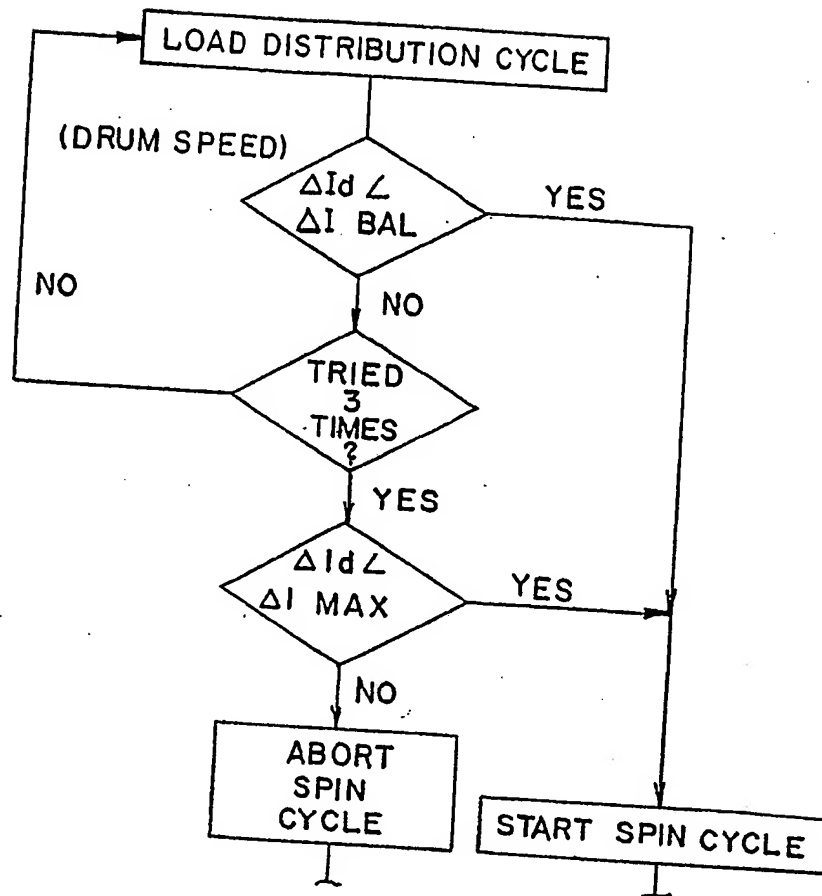 LOAD DISTRIBUTION CYCLE
(DRUM SPEED)
ΔId ∠
ΔI BAL
YES
NO
NO
TRIED
3
TIMES
?
YES
ΔId ∠
ΔI MAX
YES
NO
ABORT
SPIN
CYCLE
START SPIN CYCLE